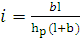 i = bl / h_p(l+b)